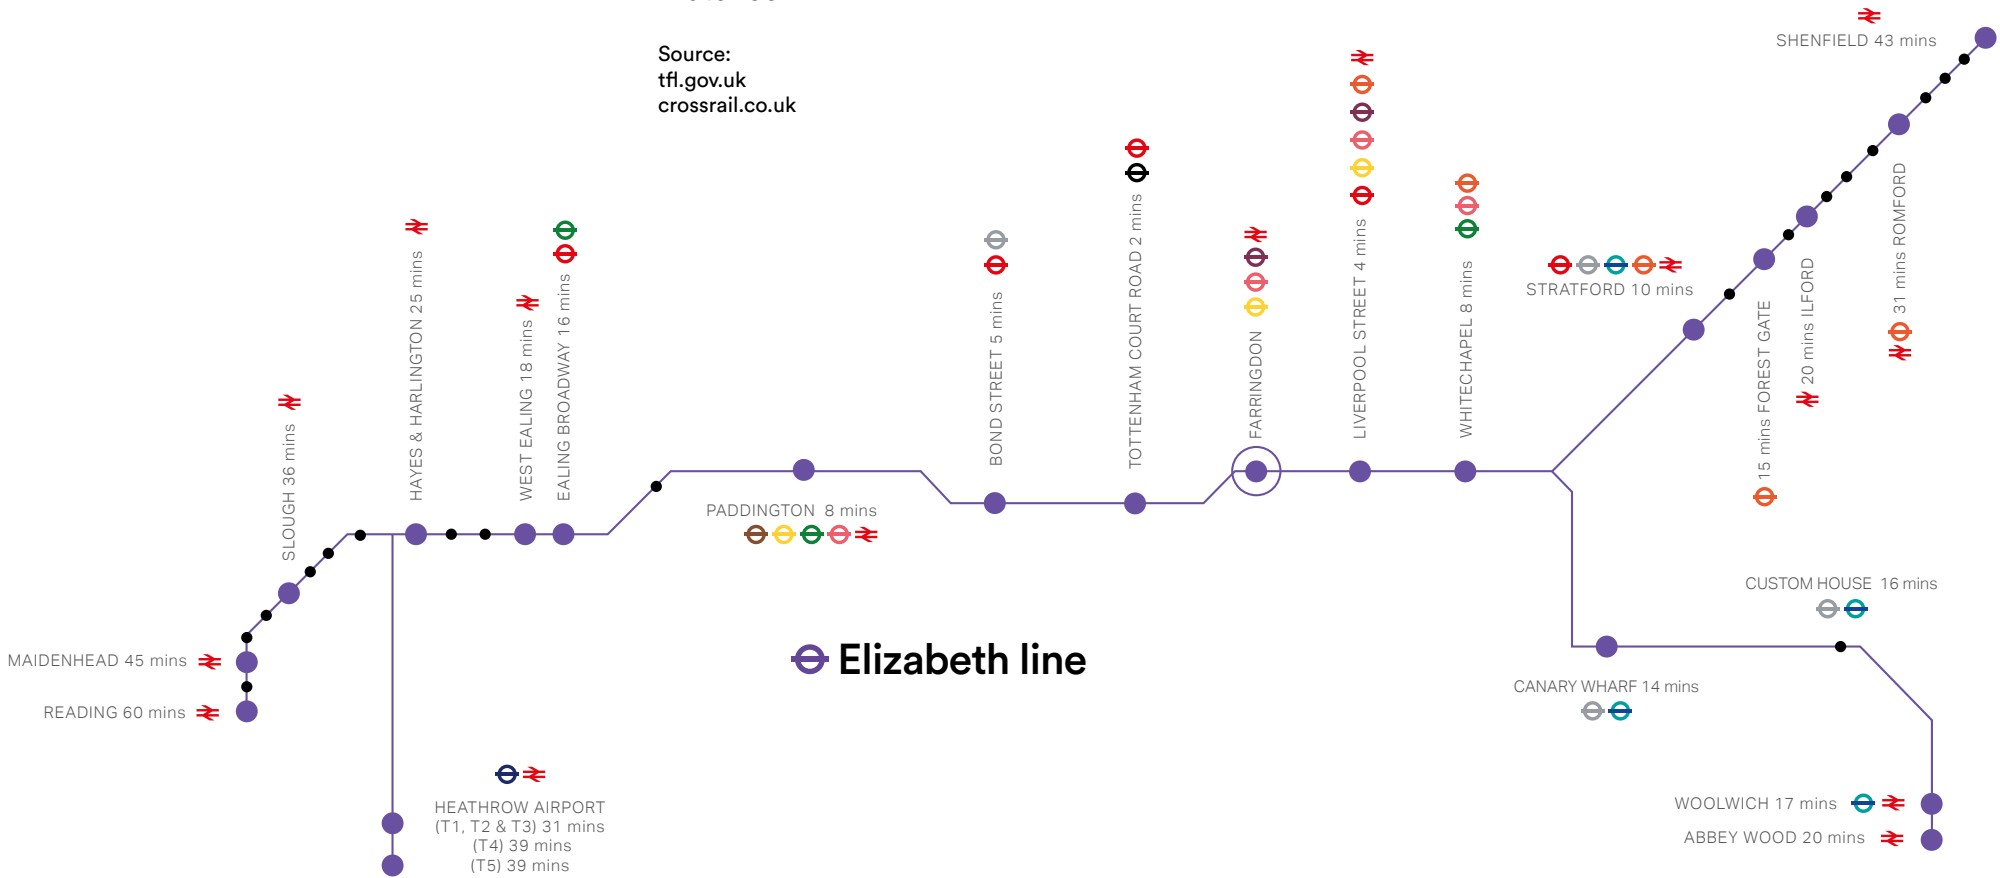 Source:
tfl.gov.uk
crossrail.co.uk
SHENFIELD 43 mins
31 mins ROMFORD
20 mins ILFORD
15 mins FOREST GATE
STRATFORD 10 mins
WHITECHAPEL 8 mins
LIVERPOOL STREET 4 mins
FARRINGDON
TOTTENHAM COURT ROAD 2 mins
BOND STREET 5 mins
PADDINGTON 8 mins
EALING BROADWAY 16 mins
WEST EALING 18 mins
HAYES & HARLINGTON 25 mins
SLOUGH 36 mins
MAIDENHEAD 45 mins
READING 60 mins
HEATHROW AIRPORT
(T1, T2 & T3) 31 mins
(T4) 39 mins
(T5) 39 mins
Elizabeth line
CUSTOM HOUSE 16 mins
CANARY WHARF 14 mins
WOOLWICH 17 mins
ABBEY WOOD 20 mins